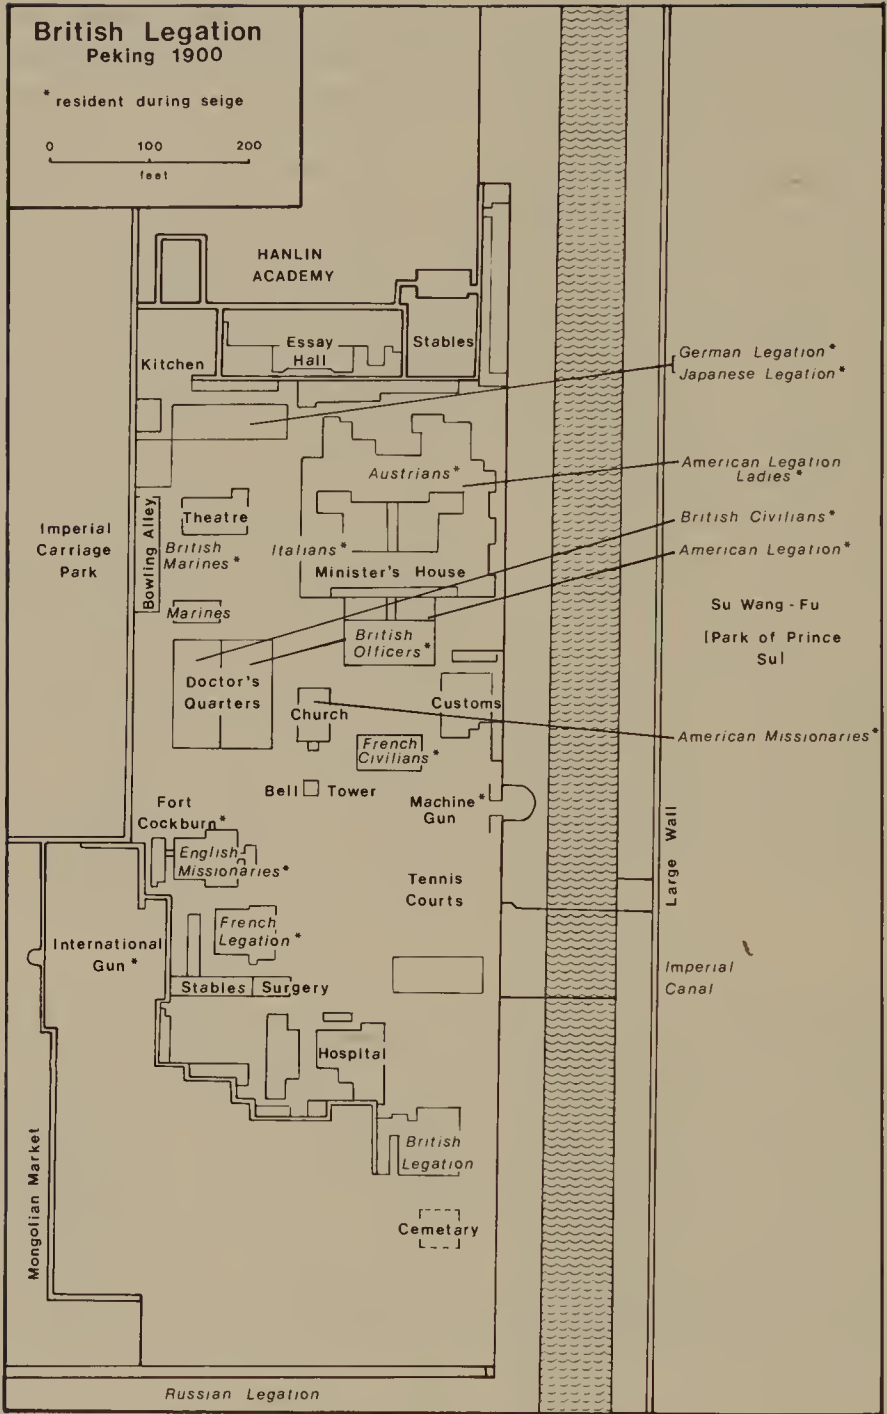 British Legation
Peking 1900
* resident during seige
0 100 200
feet
HANLIN
ACADEMY
Kitchen
Essay
Hall
Stables
German Legation*
Japanese Legation*
Austrians*
American Legation
Ladies*
Imperial
Carriage
Park
Bowling Alley
Theatre
British
Marines*
Italians*
Minister's House
British Civilians*
American Legation*
Marines
British
Officers*
Su Wang-Fu
[Park of Prince
Su]
Doctor's
Quarters
Church
Customs
French
Civilians*
American Missionaries*
Bell Tower
Machine*
Gun
Fort
Cockburn*
English
Missionaries*
Tennis
Courts
Large Wall
French
Legation*
International
Gun*
Stables
Surgery
Imperial
Canal
Hospital
British
Legation
Mongolian Market
Cemetary
Russian Legation